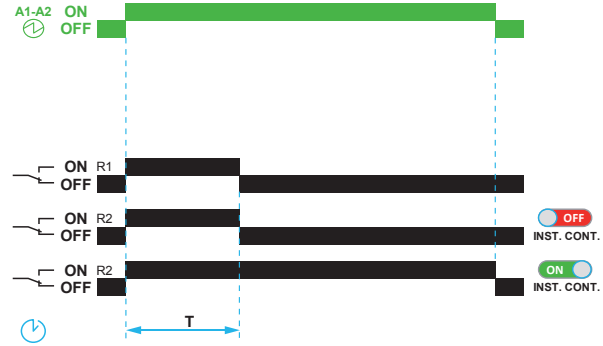 A1-A2 ON
OFF
ON R1
OFF
ON R2
OFF
OFF
INST. CONT.
ON R2
OFF
ON
INST. CONT.
T